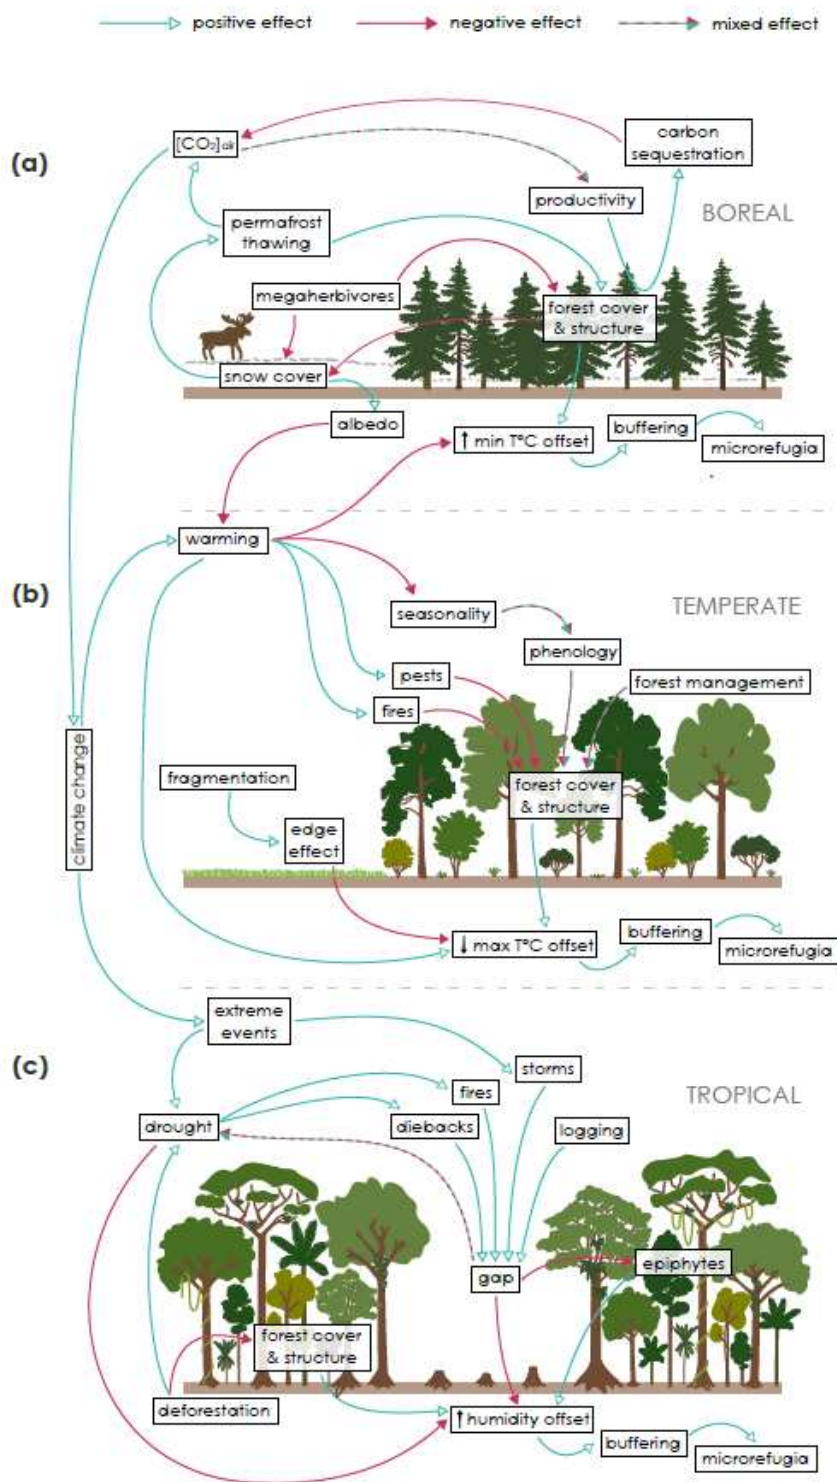 positive effect
negative effect
mixed effect
(a)
[CO₂]air
carbon
sequestration
productivity
BOREAL
permafrost
thawing
megaherbivores
forest cover
& structure
snow cover
albedo
↑ min T°C offset
buffering
microrefugia
warming
(b)
seasonality
TEMPERATE
phenology
pests
forest management
fires
climate change
fragmentation
forest cover
& structure
edge
effect
↓ max T°C offset
buffering
microrefugia
extreme
events
(c)
storms
fires
TROPICAL
drought
diebacks
logging
gap
epiphytes
forest cover
& structure
deforestation
↑ humidity offset
buffering
microrefugia